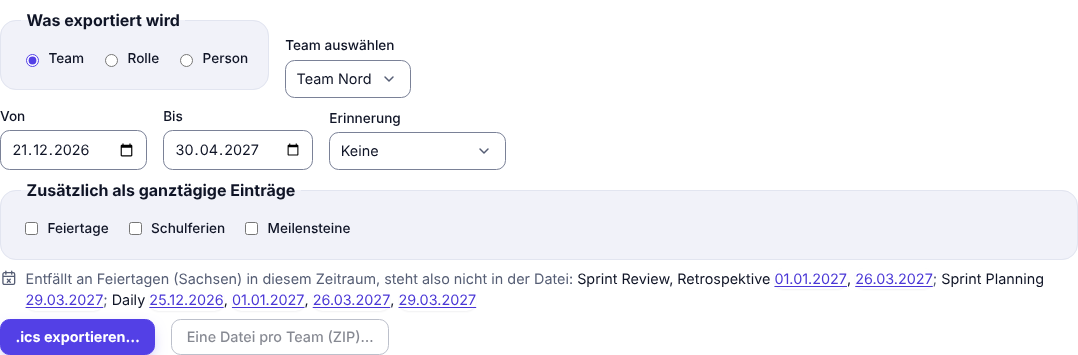 Was exportiert wird
Team Rolle Person
Team auswählen
Team Nord
Von Bis Erinnerung
21.12.2026 30.04.2027 Keine
Zusätzlich als ganztägige Einträge
Feiertage Schulferien Meilensteine
Entfällt an Feiertagen (Sachsen) in diesem Zeitraum, steht also nicht in der Datei: Sprint Review, Retrospektive 01.01.2027, 26.03.2027; Sprint Planning
29.03.2027; Daily 25.12.2026, 01.01.2027, 26.03.2027, 29.03.2027
.ics exportieren... Eine Datei pro Team (ZIP)...